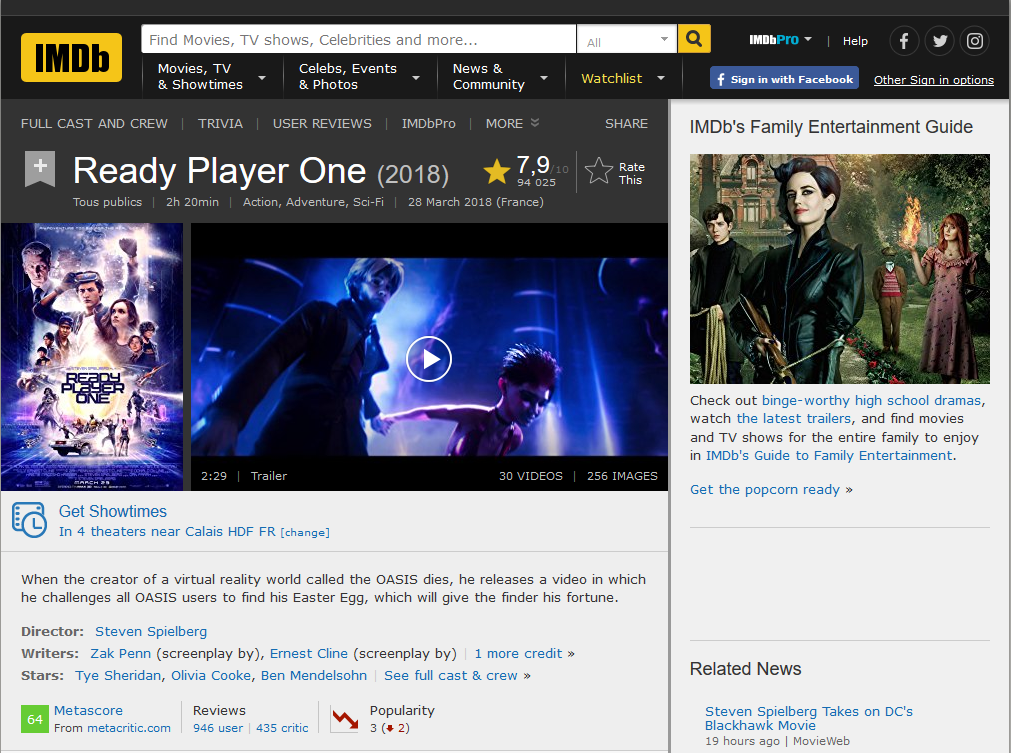 IMDb
Find Movies, TV shows, Celebrities and more...
All
IMDbPro
|
Help
Movies, TV
& Showtimes
Celebs, Events
& Photos
News &
Community
Watchlist
f Sign in with Facebook
Other Sign in options
FULL CAST AND CREW | TRIVIA | USER REVIEWS | IMDbPro | MORE
SHARE
+
Ready Player One (2018)
7,9/10
94 025
Rate
This
Tous publics | 2h 20min | Action, Adventure, Sci-Fi | 28 March 2018 (France)
READY
PLAYER
ONE
MARCH 29
2:29 | Trailer
30 VIDEOS | 256 IMAGES
Get Showtimes
In 4 theaters near Calais HDF FR [change]
When the creator of a virtual reality world called the OASIS dies, he releases a video in which
he challenges all OASIS users to find his Easter Egg, which will give the finder his fortune.
Director: Steven Spielberg
Writers: Zak Penn (screenplay by), Ernest Cline (screenplay by) | 1 more credit »
Stars: Tye Sheridan, Olivia Cooke, Ben Mendelsohn | See full cast & crew »
64
Metascore
From metacritic.com
Reviews
946 user | 435 critic
Popularity
3 (2)
IMDb's Family Entertainment Guide
Check out binge-worthy high school dramas,
watch the latest trailers, and find movies
and TV shows for the entire family to enjoy
in IMDb's Guide to Family Entertainment.
Get the popcorn ready »
Related News
Steven Spielberg Takes on DC's
Blackhawk Movie
19 hours ago | MovieWeb